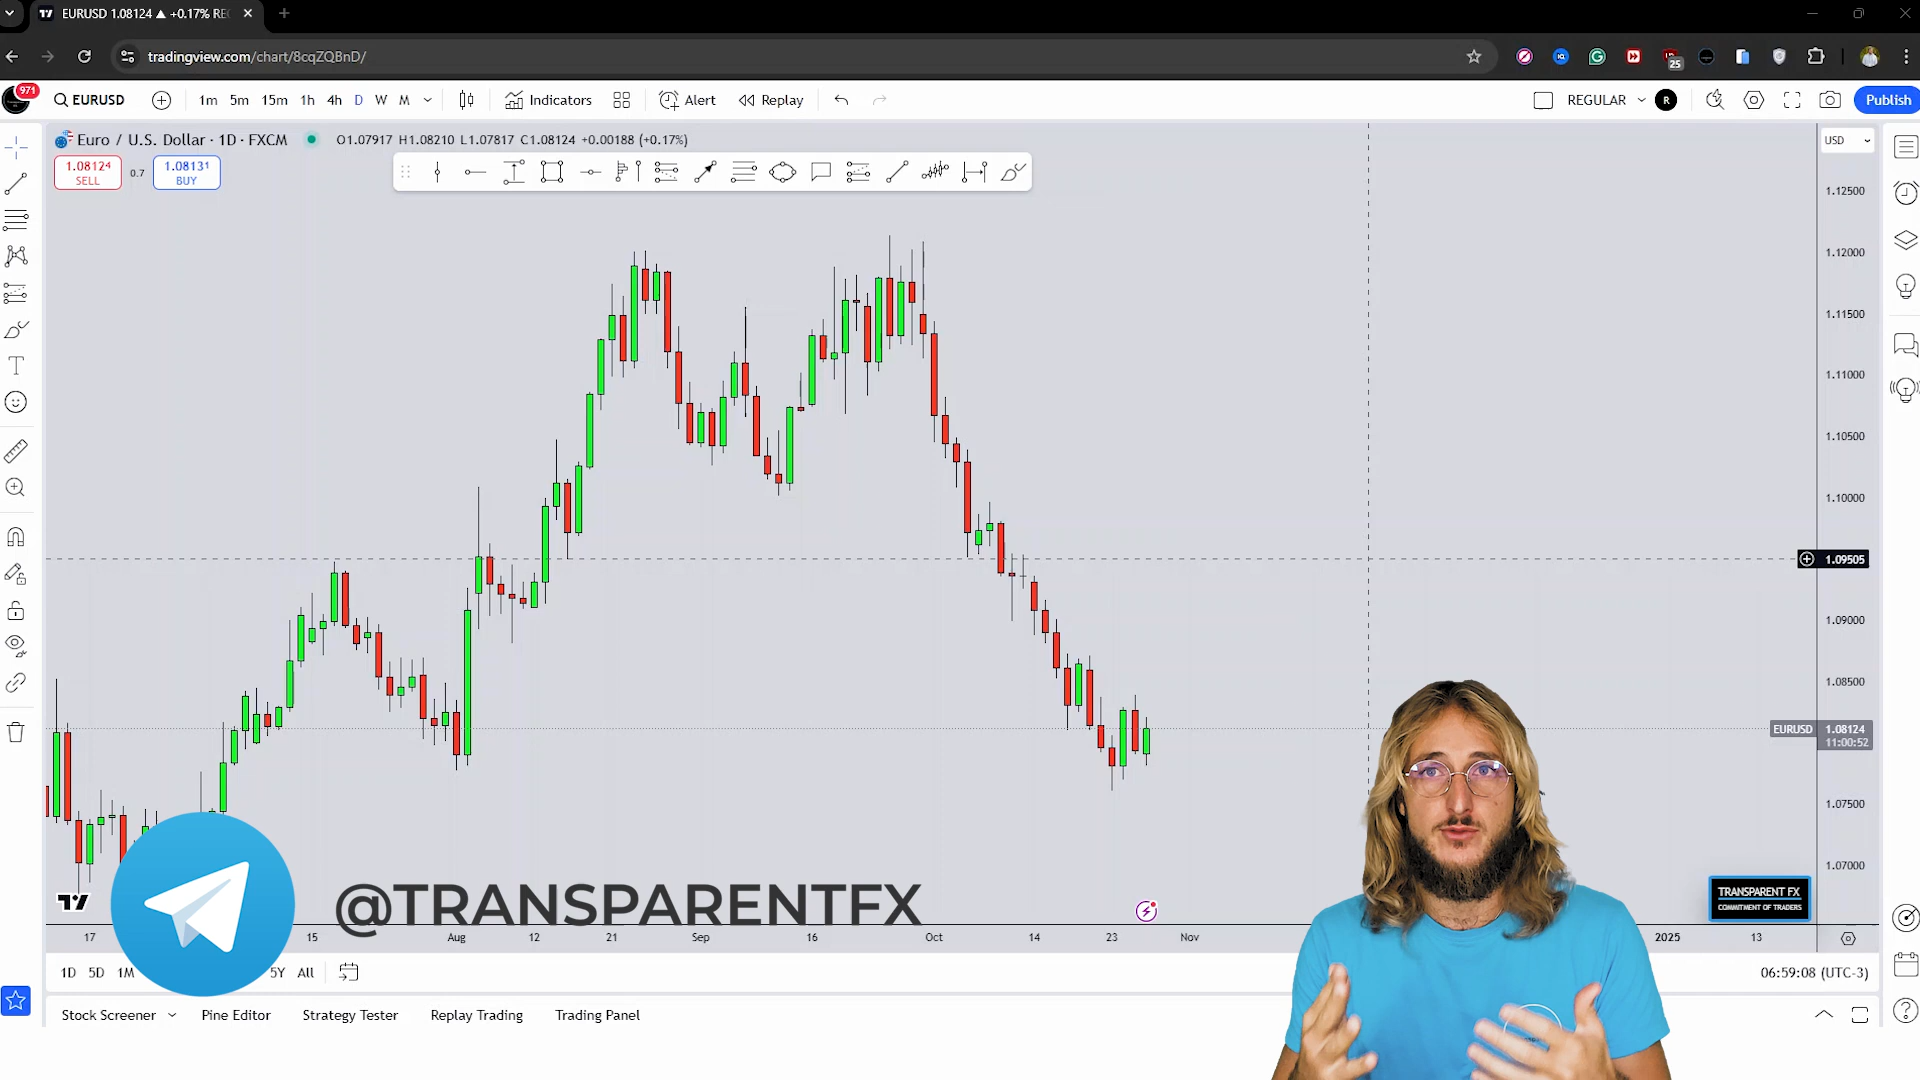 EURUSD 1.08124 ▲ +0.17% RE
tradingview.com/chart/8cqZQBnD/
25
971
EURUSD
1m 5m 15m 1h 4h D W M
Indicators
Alert
Replay
REGULAR
R
Publish
Euro / U.S. Dollar · 1D · FXCM
O1.07917 H1.08210 L1.07817 C1.08124 +0.00188 (+0.17%)
USD
1.08124
SELL
0.7
1.08131
BUY
1.12500
1.12000
1.11500
1.11000
1.10500
1.10000
1.09505
1.09000
1.08500
EURUSD 1.08124
11:00:52
1.07500
1.07000
@TRANSPARENTFX
TRANSPARENT FX
COMMITMENT OF TRADERS
17 15 Aug 12 21 Sep 16 Oct 14 23 Nov 2025 13
1D 5D 1M 5Y All
06:59:08 (UTC-3)
Stock Screener Pine Editor Strategy Tester Replay Trading Trading Panel